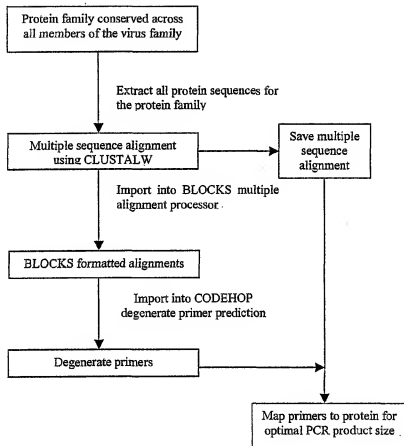 Protein family conserved across
all members of the virus family
Extract all protein sequences for
the protein family
Multiple sequence alignment
using CLUSTALW
Save multiple
sequence
alignment
Import into BLOCKS multiple
alignment processor
BLOCKS formatted alignments
Import into CODEHOP
degenerate primer prediction
Degenerate primers
Map primers to protein for
optimal PCR product size